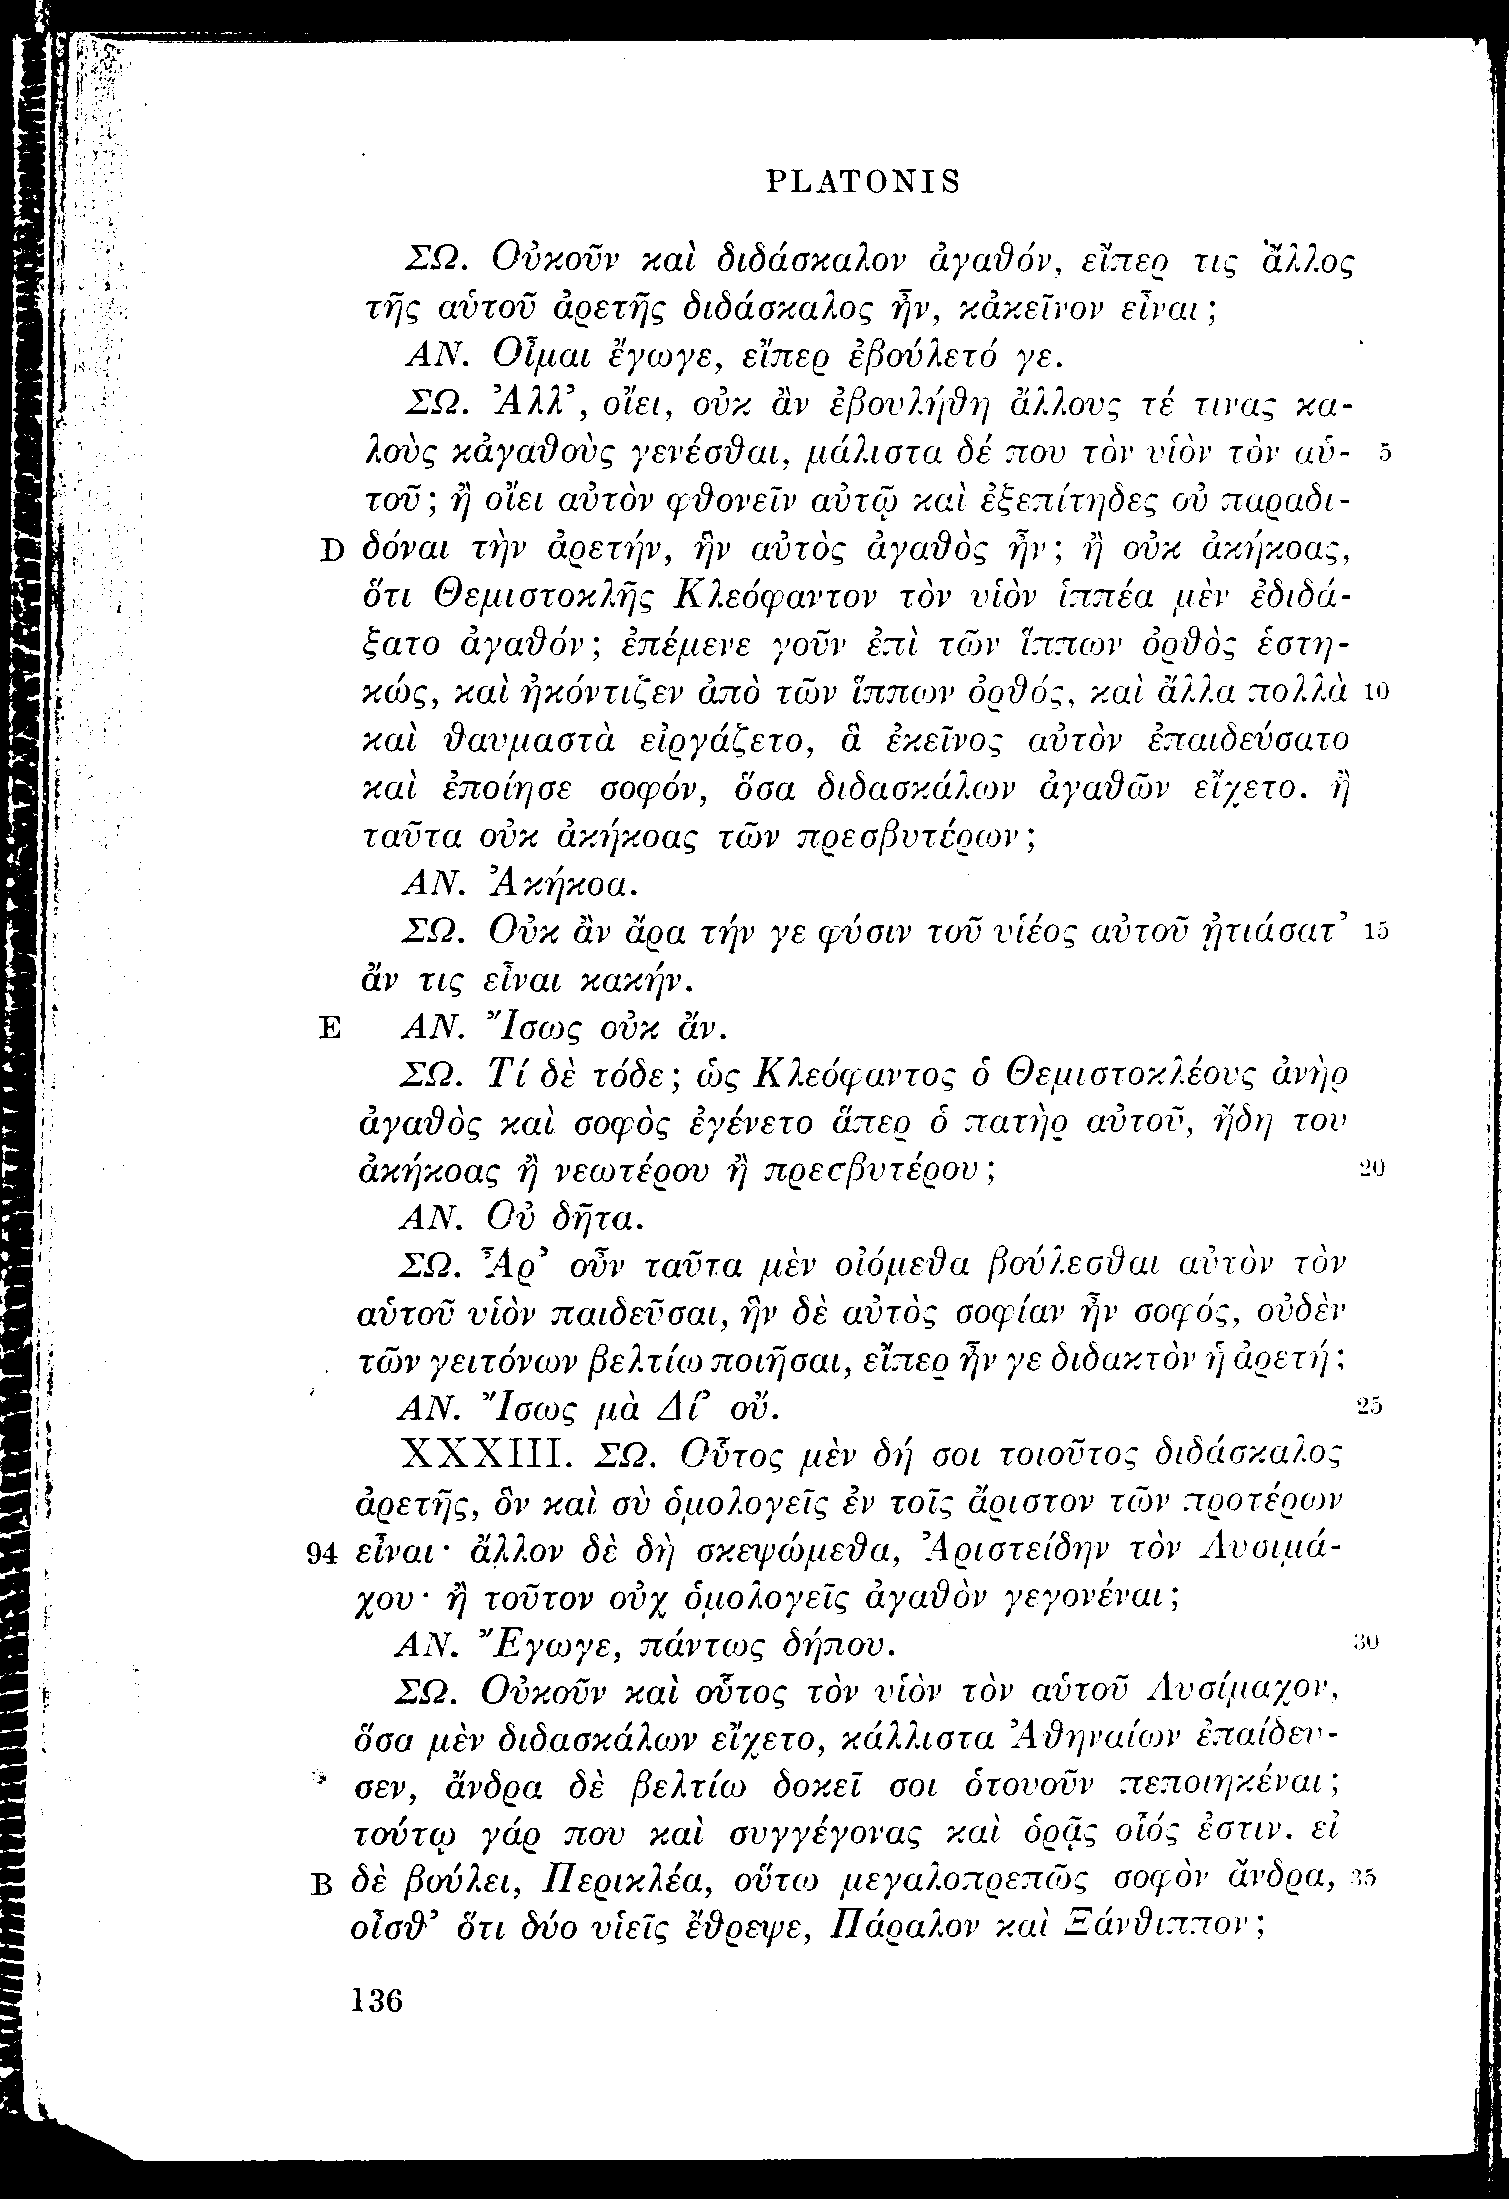 PLATONIS
ΣΩ. Οὐκοῦν καὶ διδάσκαλον ἀγαθόν, εἴπερ τις ἄλλος
τῆς αὑτοῦ ἀρετῆς διδάσκαλος ἦν, κἀκεῖνον εἶναι;
ΑΝ. Οἶμαι ἔγωγε, εἴπερ ἐβούλετό γε.
ΣΩ. Ἀλλ’, οἴει, οὐκ ἂν ἐβουλήθη ἄλλους τέ τινας κα-
λοὺς κἀγαθοὺς γενέσθαι, μάλιστα δέ που τὸν υἱὸν τὸν αὑ- 5
τοῦ; ἢ οἴει αὐτὸν φθονεῖν αὐτῷ καὶ ἐξεπίτηδες οὐ παραδι-
D δόναι τὴν ἀρετήν, ἣν αὐτὸς ἀγαθὸς ἦν; ἢ οὐκ ἀκήκοας,
ὅτι Θεμιστοκλῆς Κλεόφαντον τὸν υἱὸν ἱππέα μὲν ἐδιδά-
ξατο ἀγαθόν; ἐπέμενε γοῦν ἐπὶ τῶν ἵππων ὀρθὸς ἑστη-
κώς, καὶ ἠκόντιζεν ἀπὸ τῶν ἵππων ὀρθός, καὶ ἄλλα πολλὰ 10
καὶ θαυμαστὰ εἰργάζετο, ἃ ἐκεῖνος αὐτὸν ἐπαιδεύσατο
καὶ ἐποίησε σοφόν, ὅσα διδασκάλων ἀγαθῶν εἴχετο. ἢ
ταῦτα οὐκ ἀκήκοας τῶν πρεσβυτέρων;
ΑΝ. Ἀκήκοα.
ΣΩ. Οὐκ ἂν ἄρα τήν γε φύσιν τοῦ υἱέος αὐτοῦ ᾐτιάσατ’ 15
ἄν τις εἶναι κακήν.
E ΑΝ. Ἴσως οὐκ ἄν.
ΣΩ. Τί δὲ τόδε; ὡς Κλεόφαντος ὁ Θεμιστοκλέους ἀνὴρ
ἀγαθὸς καὶ σοφὸς ἐγένετο ἅπερ ὁ πατὴρ αὐτοῦ, ἤδη του
ἀκήκοας ἢ νεωτέρου ἢ πρεσβυτέρου; 20
ΑΝ. Οὐ δῆτα.
ΣΩ. Ἆρ’ οὖν ταῦτα μὲν οἰόμεθα βούλεσθαι αὐτὸν τὸν
αὑτοῦ υἱὸν παιδεῦσαι, ἣν δὲ αὐτὸς σοφίαν ἦν σοφός, οὐδὲν
τῶν γειτόνων βελτίω ποιῆσαι, εἴπερ ἦν γε διδακτὸν ἡ ἀρετή;
ΑΝ. Ἴσως μὰ Δί’ οὔ. 25
XXXIII. ΣΩ. Οὗτος μὲν δή σοι τοιοῦτος διδάσκαλος
ἀρετῆς, ὃν καὶ σὺ ὁμολογεῖς ἐν τοῖς ἄριστον τῶν προτέρων
94 εἶναι· ἄλλον δὲ δὴ σκεψώμεθα, Ἀριστείδην τὸν Λυσιμά-
χου· ἢ τοῦτον οὐχ ὁμολογεῖς ἀγαθὸν γεγονέναι;
ΑΝ. Ἔγωγε, πάντως δήπου. 30
ΣΩ. Οὐκοῦν καὶ οὗτος τὸν υἱὸν τὸν αὑτοῦ Λυσίμαχον,
ὅσα μὲν διδασκάλων εἴχετο, κάλλιστα Ἀθηναίων ἐπαίδευ-
σεν, ἄνδρα δὲ βελτίω δοκεῖ σοι ὁτουοῦν πεποιηκέναι;
τούτῳ γάρ που καὶ συγγέγονας καὶ ὁρᾷς οἷός ἐστιν. εἰ
B δὲ βούλει, Περικλέα, οὕτω μεγαλοπρεπῶς σοφὸν ἄνδρα, 35
οἶσθ’ ὅτι δύο υἱεῖς ἔθρεψε, Πάραλον καὶ Ξάνθιππον;
136